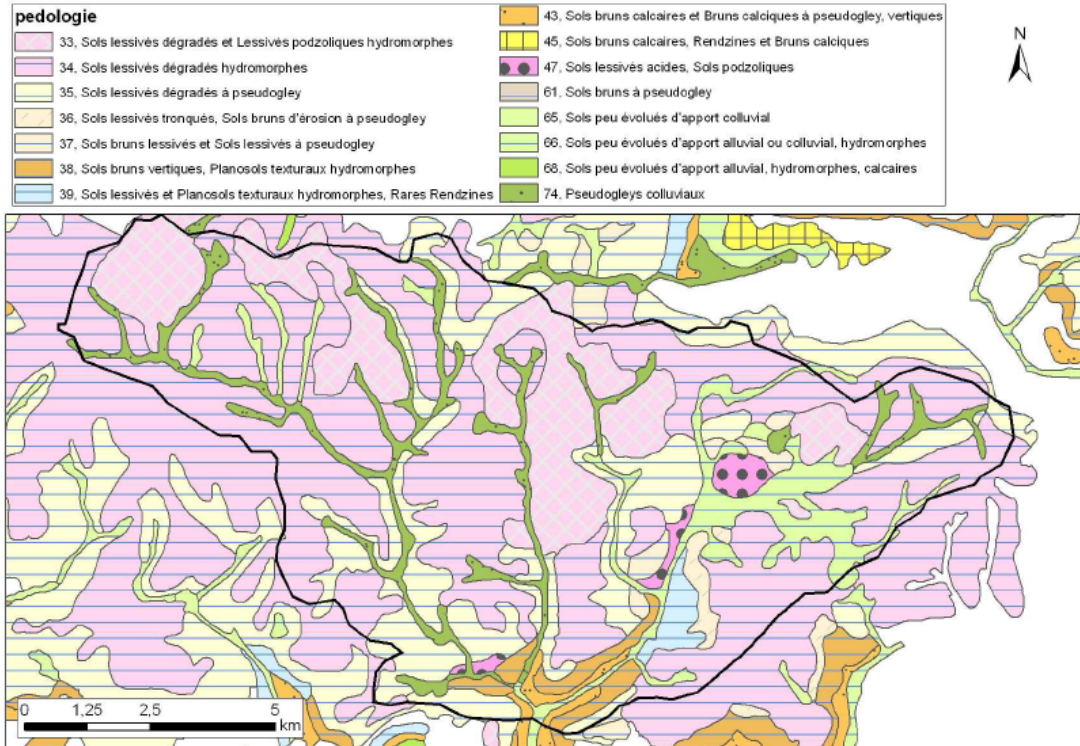 pedologie
33, Sols lessivés dégradés et Lessivés podzoliques hydromorphes
34, Sols lessivés dégradés hydromorphes
35, Sols lessivés dégradés à pseudogley
36, Sols lessivés tronqués, Sols bruns d'érosion à pseudogley
37, Sols bruns lessivés et Sols lessivés à pseudogley
38, Sols bruns vertiques, Planosols texturaux hydromorphes
39, Sols lessivés et Planosols texturaux hydromorphes, Rares Rendzines
43, Sols bruns calcaires et Bruns calciques à pseudogley, vertiques
45, Sols bruns calcaires, Rendzines et Bruns calciques
47, Sols lessivés acides, Sols podzoliques
61, Sols bruns à pseudogley
65, Sols peu évolués d'apport colluvial
66, Sols peu évolués d'apport alluvial ou colluvial, hydromorphes
68, Sols peu évolués d'apport alluvial, hydromorphes, calcaires
74, Pseudogleys colluviaux
N
0 1,25 2,5 5
km